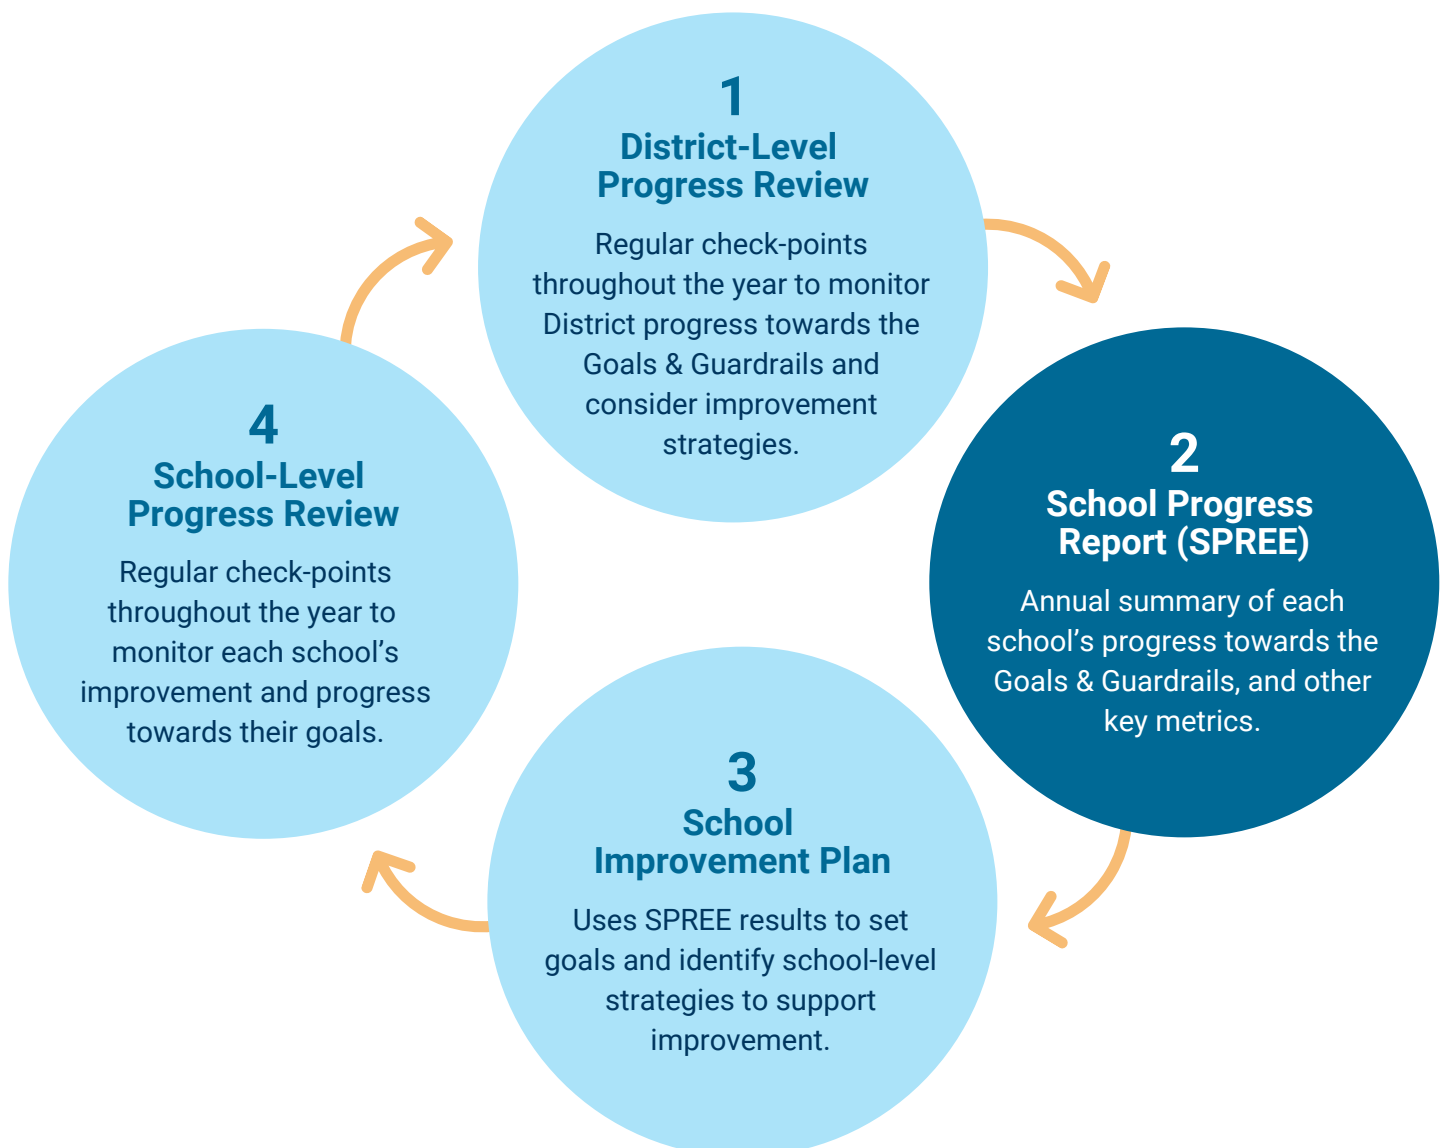 1
District-Level
Progress Review
Regular check-points
throughout the year to monitor
District progress towards the
Goals & Guardrails and
consider improvement
strategies.
2
School Progress
Report (SPREE)
Annual summary of each
school’s progress towards the
Goals & Guardrails, and other
key metrics.
3
School
Improvement Plan
Uses SPREE results to set
goals and identify school-level
strategies to support
improvement.
4
School-Level
Progress Review
Regular check-points
throughout the year to
monitor each school’s
improvement and progress
towards their goals.